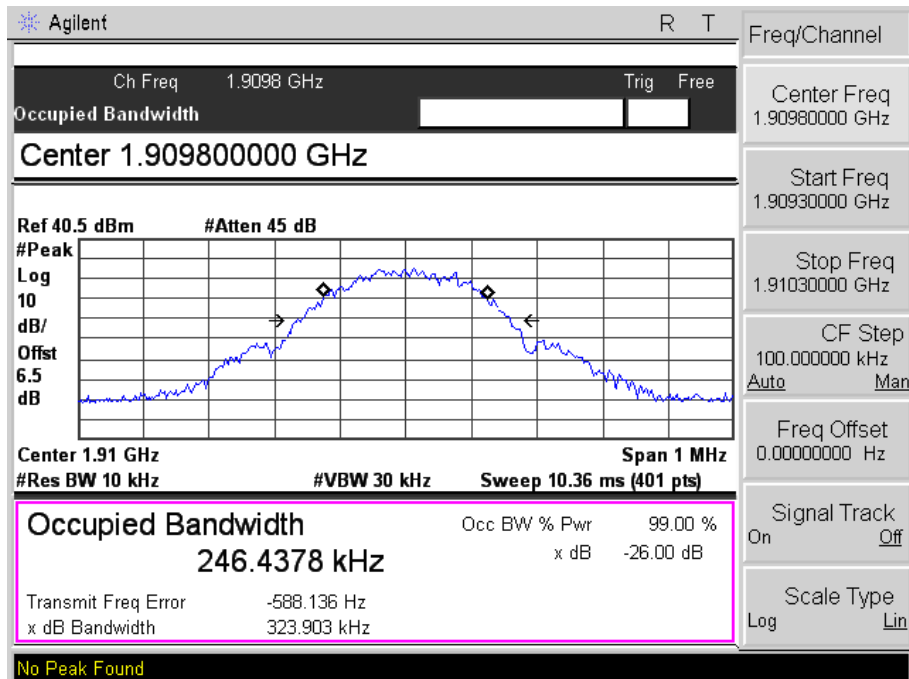 Agilent R T
Ch Freq 1.9098 GHz Trig Free
Occupied Bandwidth
Center 1.909800000 GHz
Ref 40.5 dBm #Atten 45 dB
#Peak
Log
10
dB/
Offst
6.5
dB
Center 1.91 GHz Span 1 MHz
#Res BW 10 kHz #VBW 30 kHz Sweep 10.36 ms (401 pts)
Occupied Bandwidth Occ BW % Pwr 99.00 %
246.4378 kHz x dB -26.00 dB
Transmit Freq Error -588.136 Hz
x dB Bandwidth 323.903 kHz
No Peak Found
Freq/Channel
Center Freq
1.90980000 GHz
Start Freq
1.90930000 GHz
Stop Freq
1.91030000 GHz
CF Step
100.000000 kHz
Auto Man
Freq Offset
0.00000000 Hz
Signal Track
On Off
Scale Type
Log Lin